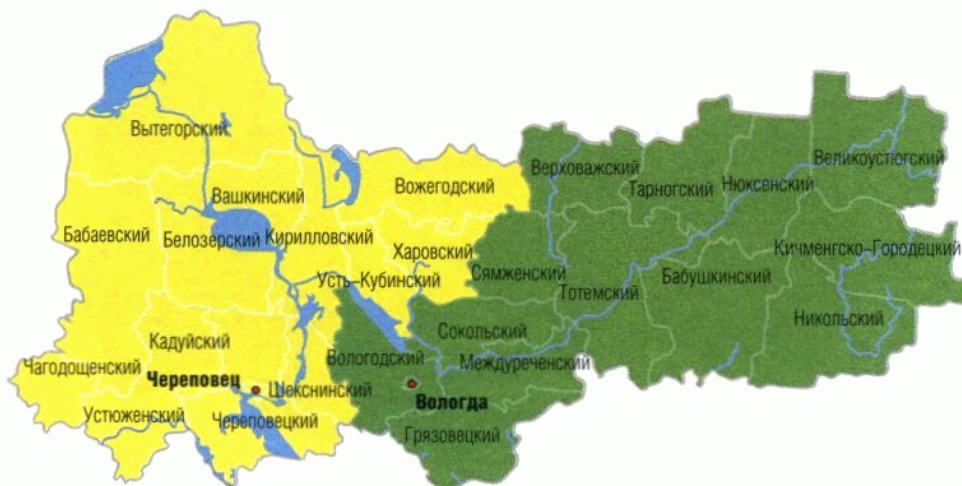 Вытегорский
Верховажский
Великоустюгский
Тарногский
Нюксенский
Вожегодский
Вашкинский
Бабаевский
Белозерский
Кирилловский
Харовский
Кичменгско–Городецкий
Сямженский
Бабушкинский
Усть–Кубинский
Тотемский
Никольский
Сокольский
Кадуйский
Вологодский
Междуреченский
Чагодощенский
Череповец
Шекснинский
Вологда
Устюженский
Череповецкий
Грязовецкий